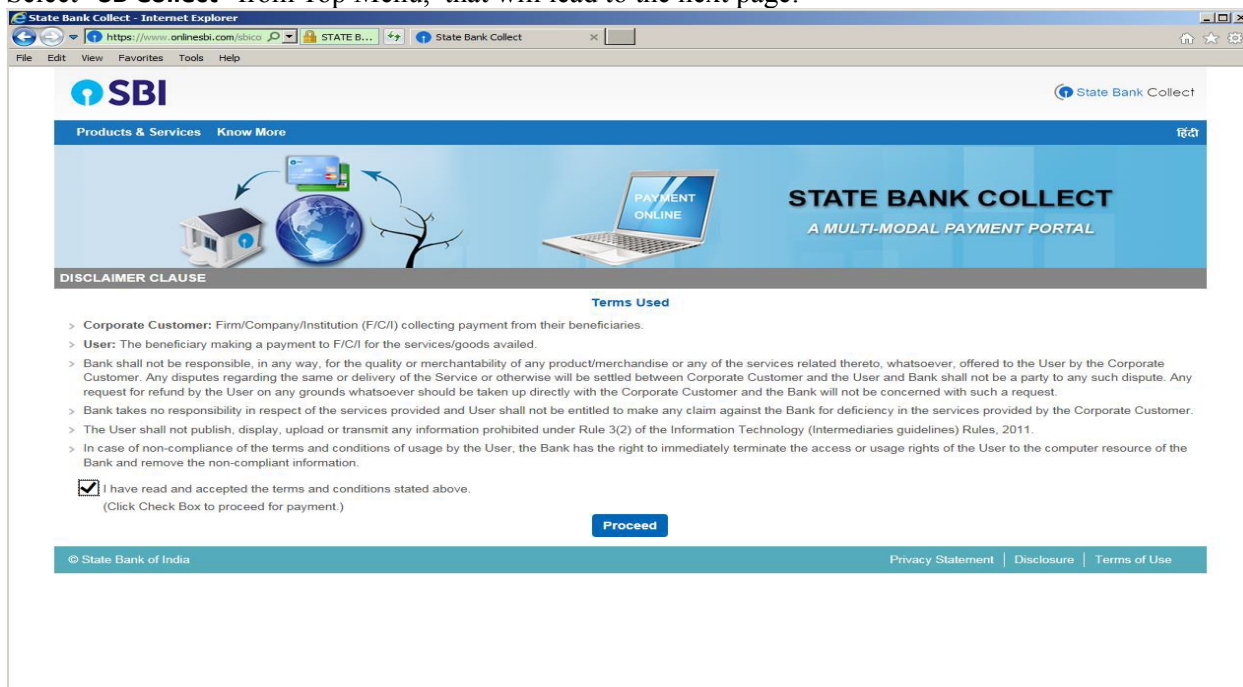 Select "SB Collect" from Top Menu, that will lead to the next page:
State Bank Collect - Internet Explorer
https://www.onlinesbi.com/sbico STATE B... State Bank Collect
File Edit View Favorites Tools Help
SBI State Bank Collect
Products & Services Know More हिंदी
PAYMENT
ONLINE
STATE BANK COLLECT
A MULTI-MODAL PAYMENT PORTAL
DISCLAIMER CLAUSE
Terms Used
> Corporate Customer: Firm/Company/Institution (F/C/I) collecting payment from their beneficiaries.
> User: The beneficiary making a payment to F/C/I for the services/goods availed.
> Bank shall not be responsible, in any way, for the quality or merchantability of any product/merchandise or any of the services related thereto, whatsoever, offered to the User by the Corporate
Customer. Any disputes regarding the same or delivery of the Service or otherwise will be settled between Corporate Customer and the User and Bank shall not be a party to any such dispute. Any
request for refund by the User on any grounds whatsoever should be taken up directly with the Corporate Customer and the Bank will not be concerned with such a request.
> Bank takes no responsibility in respect of the services provided and User shall not be entitled to make any claim against the Bank for deficiency in the services provided by the Corporate Customer.
> The User shall not publish, display, upload or transmit any information prohibited under Rule 3(2) of the Information Technology (Intermediaries guidelines) Rules, 2011.
> In case of non-compliance of the terms and conditions of usage by the User, the Bank has the right to immediately terminate the access or usage rights of the User to the computer resource of the
Bank and remove the non-compliant information.
I have read and accepted the terms and conditions stated above.
(Click Check Box to proceed for payment.)
Proceed
© State Bank of India Privacy Statement | Disclosure | Terms of Use